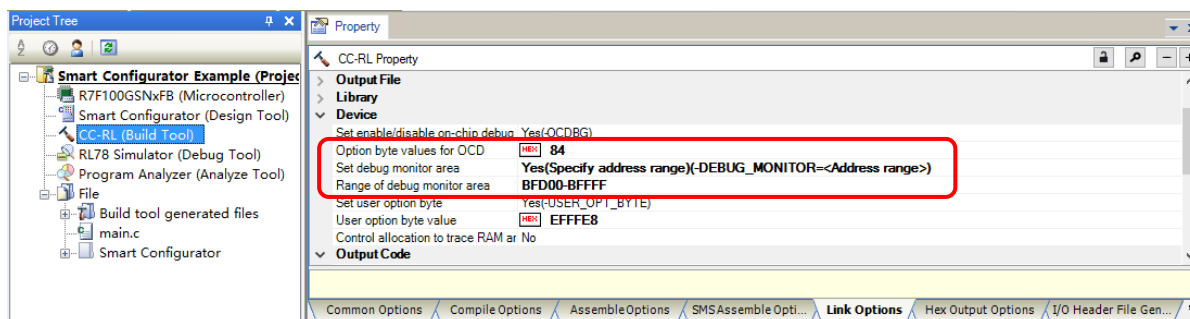 Project Tree
Smart Configurator Example (Projec
R7F100GSNxFB (Microcontroller)
Smart Configurator (Design Tool)
CC-RL (Build Tool)
RL78 Simulator (Debug Tool)
Program Analyzer (Analyze Tool)
File
Build tool generated files
main.c
Smart Configurator
Property
CC-RL Property
Output File
Library
Device
Set enable/disable on-chip debug Yes(-OCDBG)
Option byte values for OCD HEX 84
Set debug monitor area Yes(Specify address range)(-DEBUG_MONITOR=<Address range>)
Range of debug monitor area BFD00-BFFFF
Set user option byte Yes(-USER_OPT_BYTE)
User option byte value HEX EFFFE8
Control allocation to trace RAM ar No
Output Code
Common Options Compile Options Assemble Options SMS Assemble Opti... Link Options Hex Output Options I/O Header File Gen...